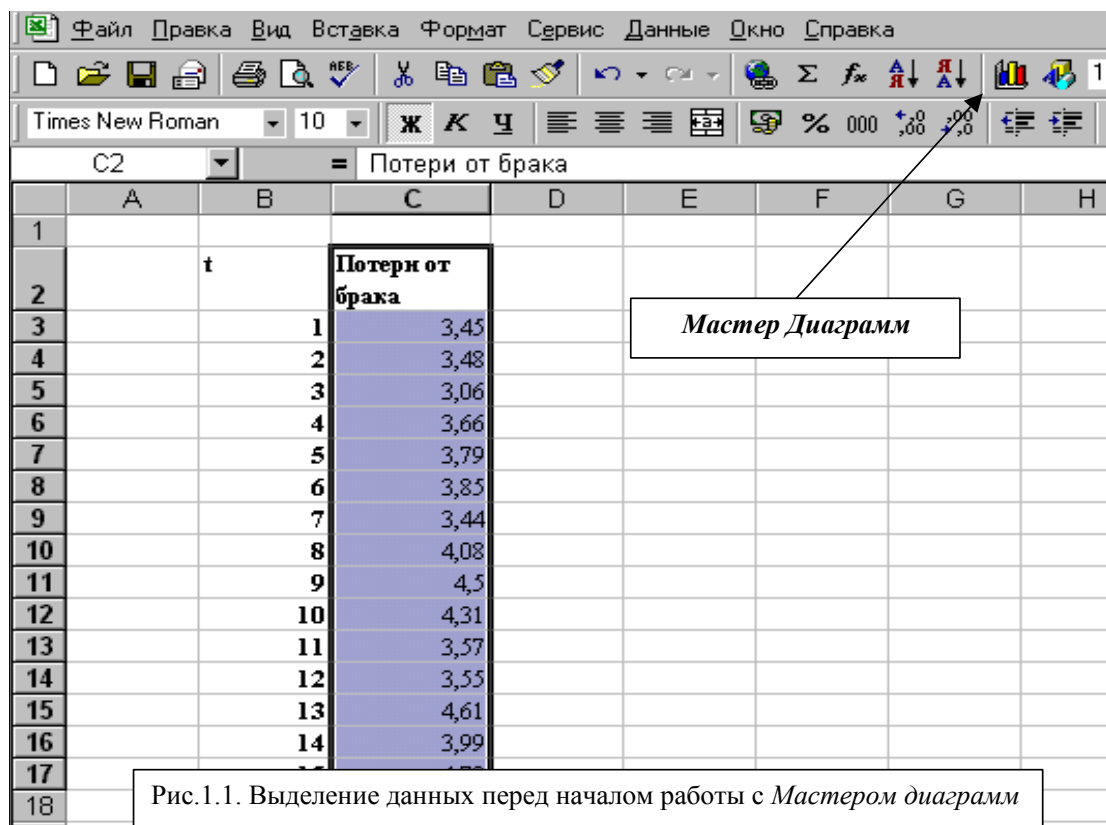 Файл Правка Вид Вставка Формат Сервис Данные Окно Справка
Times New Roman 10 Ж К Ч % 000
C2 = Потери от брака
A B C D E F G H
1
2 t Потери от брака
3 1 3,45
4 2 3,48
5 3 3,06
6 4 3,66
7 5 3,79
8 6 3,85
9 7 3,44
10 8 4,08
11 9 4,5
12 10 4,31
13 11 3,57
14 12 3,55
15 13 4,61
16 14 3,99
17
18
Мастер Диаграмм
Рис.1.1. Выделение данных перед началом работы с Мастером диаграмм